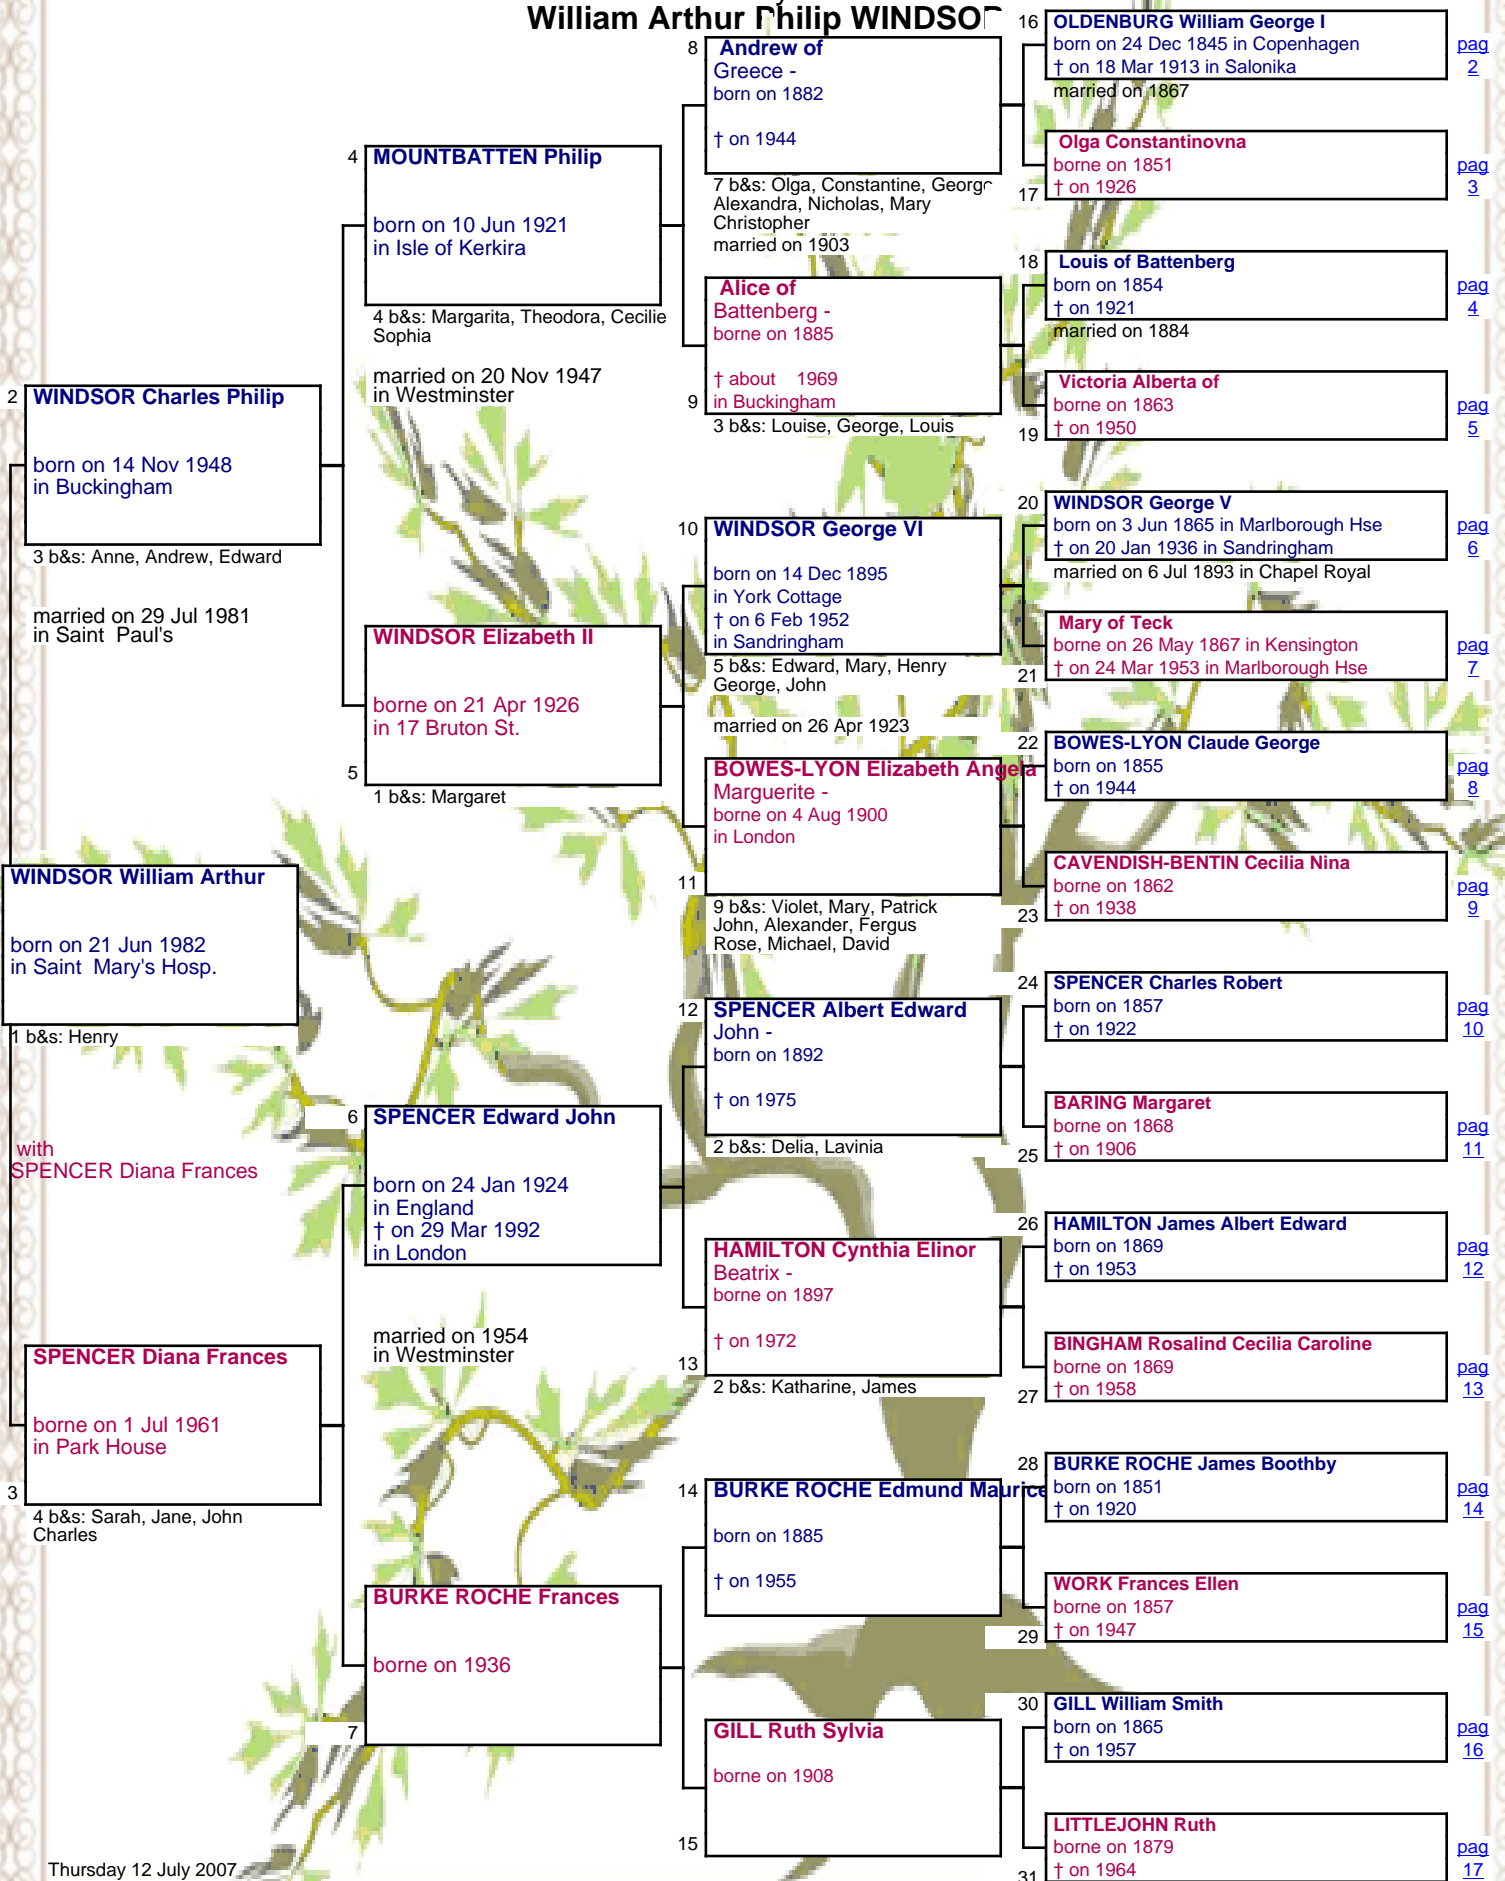 William Arthur Philip WINDSOR
2
WINDSOR Charles Philip
born on 14 Nov 1948
in Buckingham
3 b&s: Anne, Andrew, Edward
married on 29 Jul 1981
in Saint Paul's
WINDSOR William Arthur
born on 21 Jun 1982
in Saint Mary's Hosp.
1 b&s: Henry
with
SPENCER Diana Frances
SPENCER Diana Frances
borne on 1 Jul 1961
in Park House
3
4 b&s: Sarah, Jane, John
Charles
4
MOUNTBATTEN Philip
born on 10 Jun 1921
in Isle of Kerkira
4 b&s: Margarita, Theodora, Cecilie
Sophia
married on 20 Nov 1947
in Westminster
WINDSOR Elizabeth II
borne on 21 Apr 1926
in 17 Bruton St.
5
1 b&s: Margaret
6
SPENCER Edward John
born on 24 Jan 1924
in England
† on 29 Mar 1992
in London
married on 1954
in Westminster
BURKE ROCHE Frances
borne on 1936
7
8
Andrew of
Greece -
born on 1882
† on 1944
7 b&s: Olga, Constantine, George
Alexandra, Nicholas, Mary
Christopher
married on 1903
Alice of
Battenberg -
borne on 1885
† about 1969
in Buckingham
9
3 b&s: Louise, George, Louis
10
WINDSOR George VI
born on 14 Dec 1895
in York Cottage
† on 6 Feb 1952
in Sandringham
5 b&s: Edward, Mary, Henry
George, John
married on 26 Apr 1923
BOWES-LYON Elizabeth Angela
Marguerite -
borne on 4 Aug 1900
in London
11
9 b&s: Violet, Mary, Patrick
John, Alexander, Fergus
Rose, Michael, David
12
SPENCER Albert Edward
John -
born on 1892
† on 1975
2 b&s: Delia, Lavinia
HAMILTON Cynthia Elinor
Beatrix -
borne on 1897
† on 1972
13
2 b&s: Katharine, James
14
BURKE ROCHE Edmund Maurice
born on 1885
† on 1955
GILL Ruth Sylvia
borne on 1908
15
16
OLDENBURG William George I
born on 24 Dec 1845 in Copenhagen
† on 18 Mar 1913 in Salonika
pag
2
married on 1867
Olga Constantinovna
borne on 1851
† on 1926
17
pag
3
18
Louis of Battenberg
born on 1854
† on 1921
pag
4
married on 1884
Victoria Alberta of
borne on 1863
† on 1950
19
pag
5
20
WINDSOR George V
born on 3 Jun 1865 in Marlborough Hse
† on 20 Jan 1936 in Sandringham
pag
6
married on 6 Jul 1893 in Chapel Royal
Mary of Teck
borne on 26 May 1867 in Kensington
† on 24 Mar 1953 in Marlborough Hse
21
pag
7
22
BOWES-LYON Claude George
born on 1855
† on 1944
pag
8
CAVENDISH-BENTIN Cecilia Nina
borne on 1862
† on 1938
23
pag
9
24
SPENCER Charles Robert
born on 1857
† on 1922
pag
10
BARING Margaret
borne on 1868
† on 1906
25
pag
11
26
HAMILTON James Albert Edward
born on 1869
† on 1953
pag
12
BINGHAM Rosalind Cecilia Caroline
borne on 1869
† on 1958
27
pag
13
28
BURKE ROCHE James Boothby
born on 1851
† on 1920
pag
14
WORK Frances Ellen
borne on 1857
† on 1947
29
pag
15
30
GILL William Smith
born on 1865
† on 1957
pag
16
LITTLEJOHN Ruth
borne on 1879
† on 1964
31
pag
17
Thursday 12 July 2007